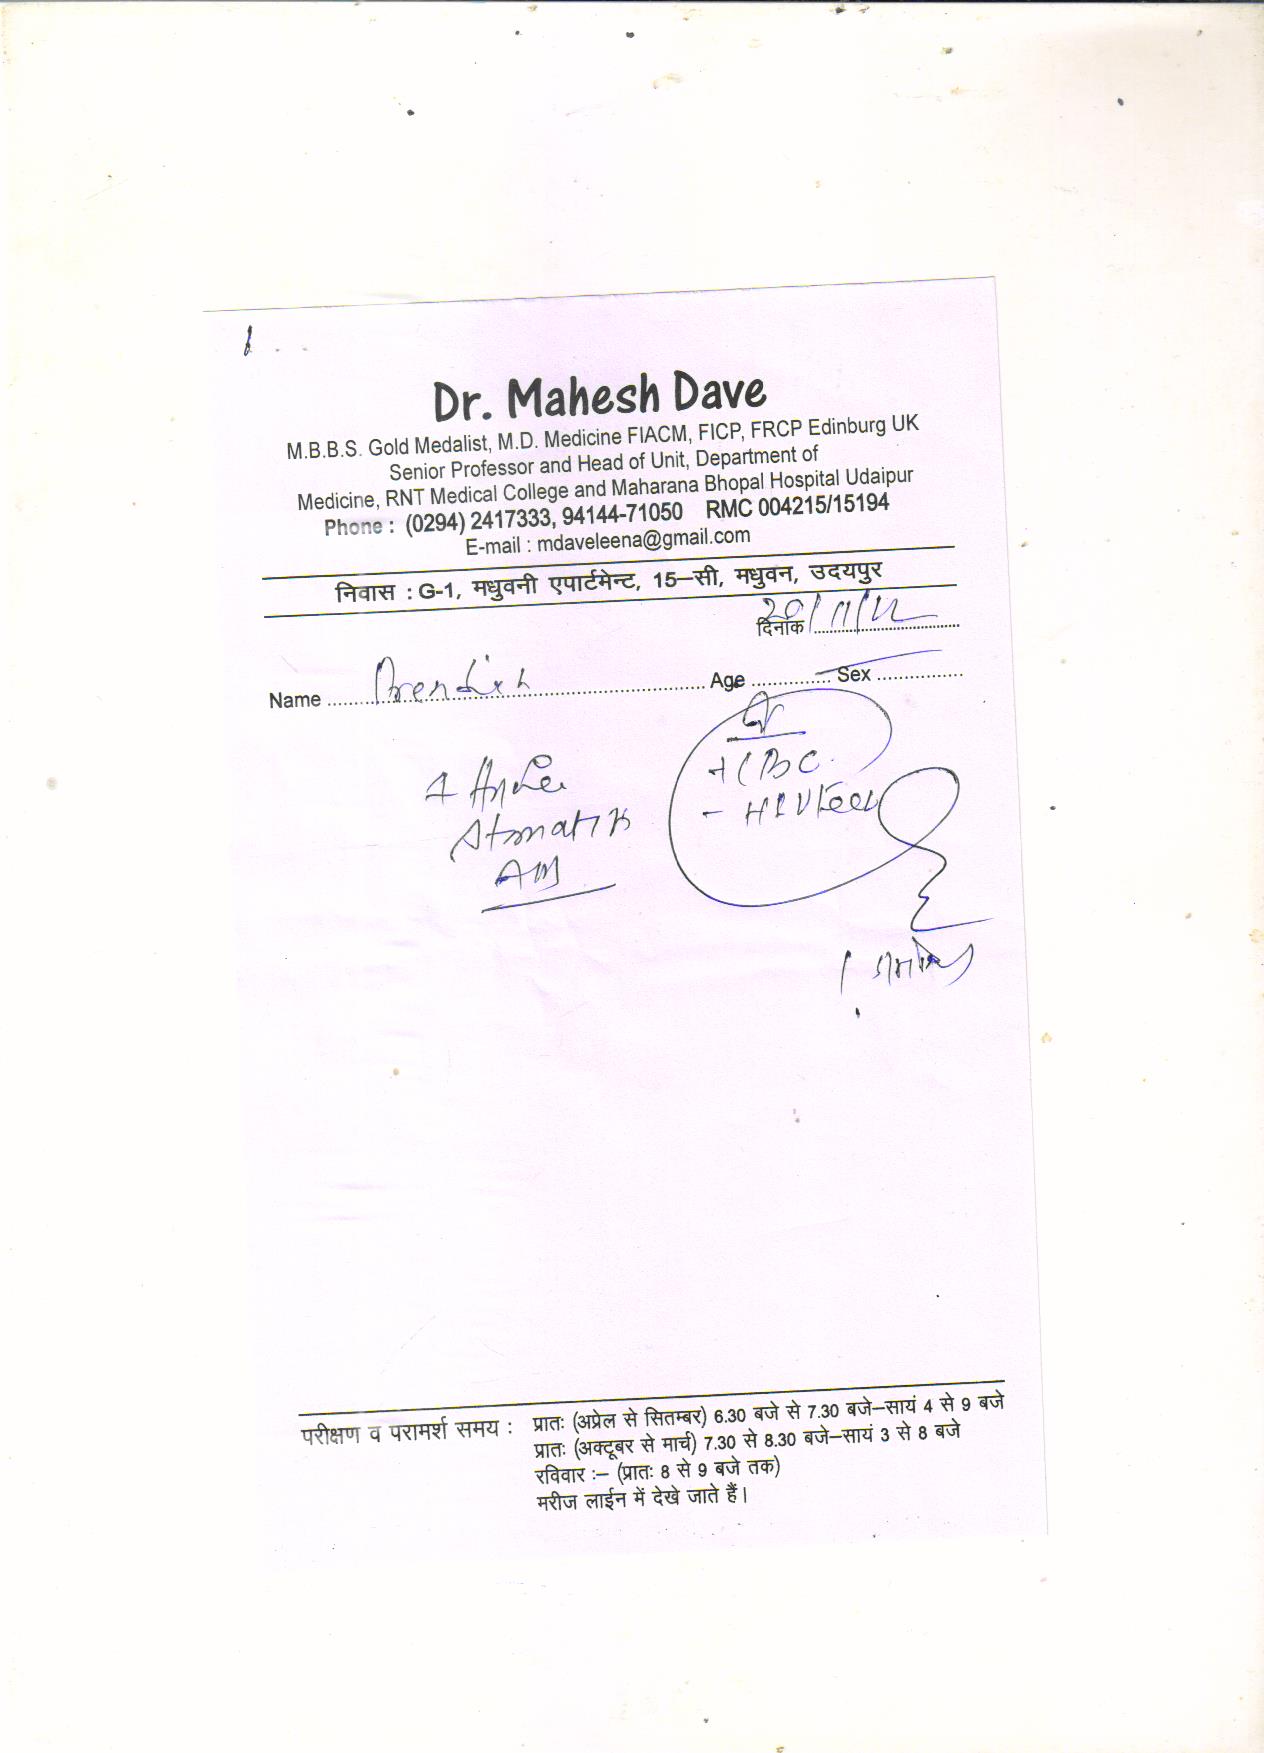 Dr. Mahesh Dave
M.B.B.S. Gold Medalist, M.D. Medicine FIACM, FICP, FRCP Edinburg UK
Senior Professor and Head of Unit, Department of
Medicine, RNT Medical College and Maharana Bhopal Hospital Udaipur
Phone : (0294) 2417333, 94144-71050 RMC 004215/15194
E-mail : mdaveleena@gmail.com
निवास : G-1, मधुवनी एपार्टमेन्ट, 15–सी, मधुवन, उदयपुर
दिनांक 20/11/12
Name ........ Age ........ Sex ........
CBC
परीक्षण व परामर्श समय : प्रातः (अप्रेल से सितम्बर) 6.30 बजे से 7.30 बजे–सायं 4 से 9 बजे
प्रातः (अक्टूबर से मार्च) 7.30 से 8.30 बजे–सायं 3 से 8 बजे
रविवार :– (प्रातः 8 से 9 बजे तक)
मरीज लाईन में देखे जाते हैं।